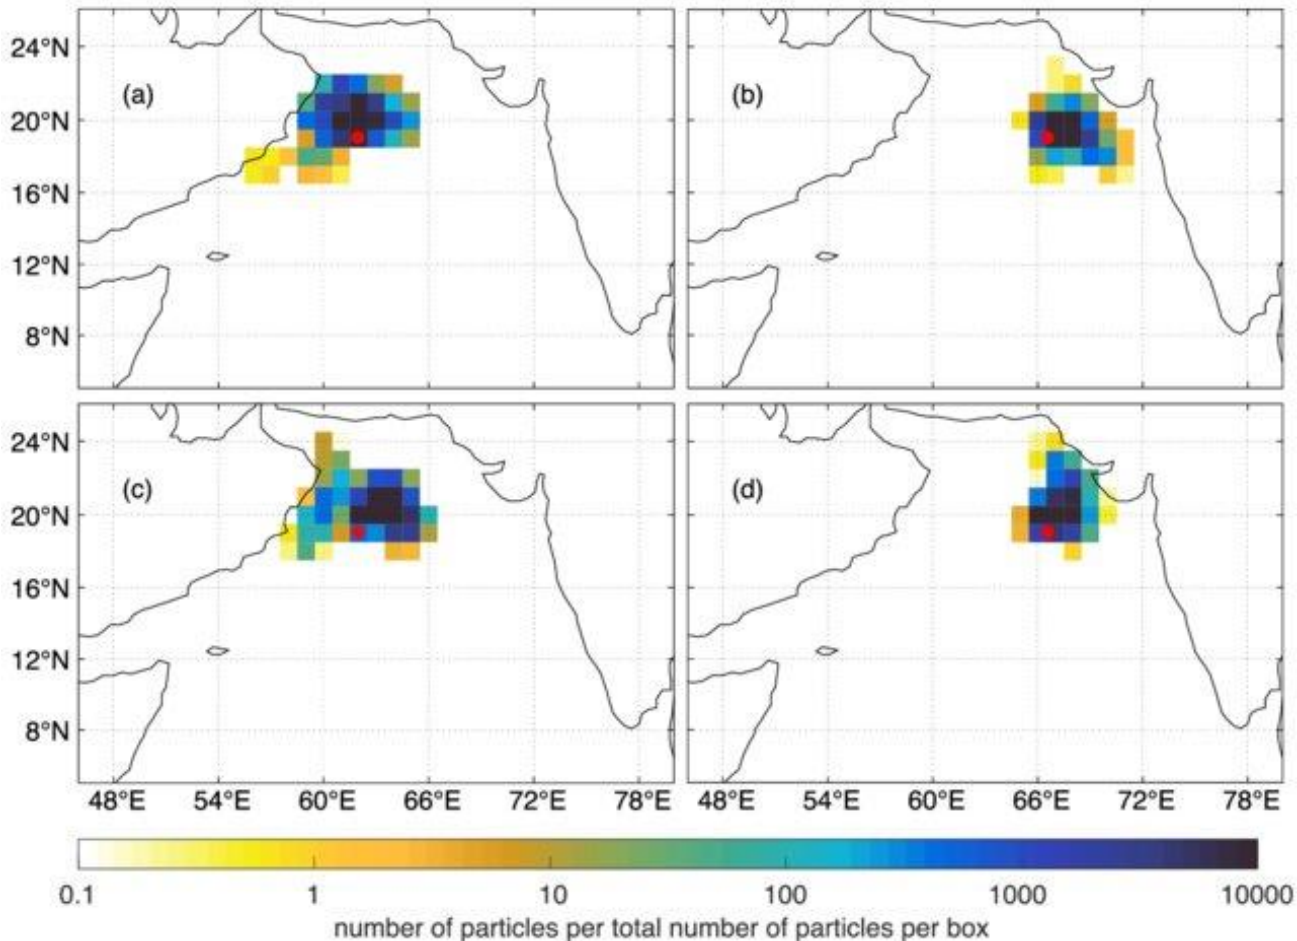 24°N
20°N
16°N
12°N
8°N
(a)
(b)
24°N
20°N
16°N
12°N
8°N
(c)
(d)
48°E 54°E 60°E 66°E 72°E 78°E 48°E 54°E 60°E 66°E 72°E 78°E
0.1 1 10 100 1000 10000
number of particles per total number of particles per box